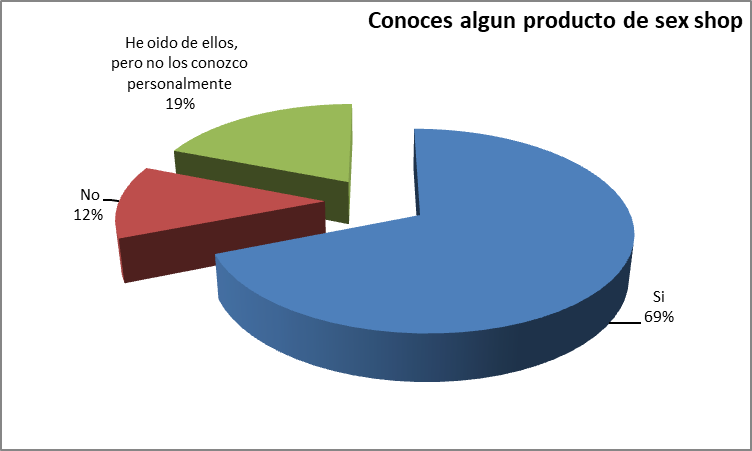 Conoces algun producto de sex shop
He oido de ellos,
pero no los conozco
personalmente
19%
No
12%
Si
69%